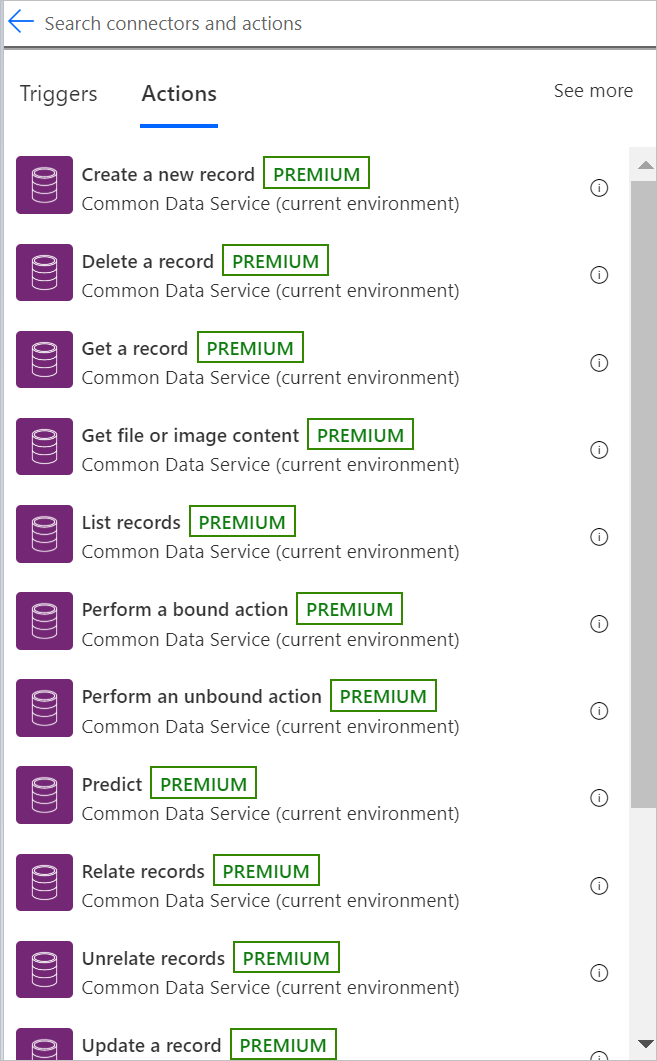 Search connectors and actions
Triggers Actions See more
Create a new record PREMIUM
Common Data Service (current environment)
Delete a record PREMIUM
Common Data Service (current environment)
Get a record PREMIUM
Common Data Service (current environment)
Get file or image content PREMIUM
Common Data Service (current environment)
List records PREMIUM
Common Data Service (current environment)
Perform a bound action PREMIUM
Common Data Service (current environment)
Perform an unbound action PREMIUM
Common Data Service (current environment)
Predict PREMIUM
Common Data Service (current environment)
Relate records PREMIUM
Common Data Service (current environment)
Unrelate records PREMIUM
Common Data Service (current environment)
Update a record PREMIUM